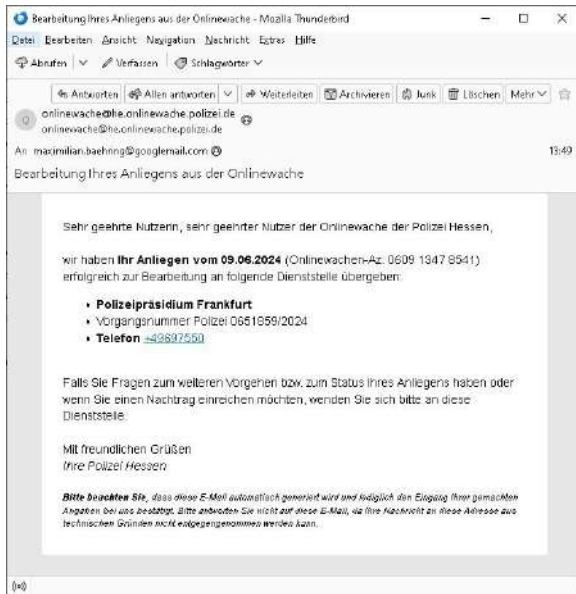 Bearbeitung Ihres Anliegens aus der Onlinewache - Mozilla Thunderbird
Datei Bearbeiten Ansicht Navigation Nachricht Extras Hilfe
Abrufen Verfassen Schlagwörter
Antworten Allen antworten Weiterleiten Archivieren Junk Löschen Mehr
onlinewache@he.onlinewache.polizei.de
onlinewache@he.onlinewache.polizei.de
An maximilian.baehring@googlemail.com 13:49
Bearbeitung Ihres Anliegens aus der Onlinewache
Sehr geehrte Nutzerin, sehr geehrter Nutzer der Onlinewache der Polizei Hessen,
wir haben Ihr Anliegen vom 09.06.2024 (Onlinewachen-Az. 0609 1347 8541)
erfolgreich zur Bearbeitung an folgende Dienststelle übergeben:
• Polizeipräsidium Frankfurt
• Vorgangsnummer Polizei 0651859/2024
• Telefon +49697550
Falls Sie Fragen zum weiteren Vorgehen bzw. zum Status Ihres Anliegens haben oder
wenn Sie einen Nachtrag einreichen möchten, wenden Sie sich bitte an diese
Dienststelle.
Mit freundlichen Grüßen
Ihre Polizei Hessen
Bitte beachten Sie, dass diese E-Mail automatisch generiert wird und lediglich den Eingang Ihrer gemachten
Angaben bei uns bestätigt. Bitte antworten Sie nicht auf diese E-Mail, da Ihre Nachricht an diese Adresse aus
technischen Gründen nicht entgegengenommen werden kann.